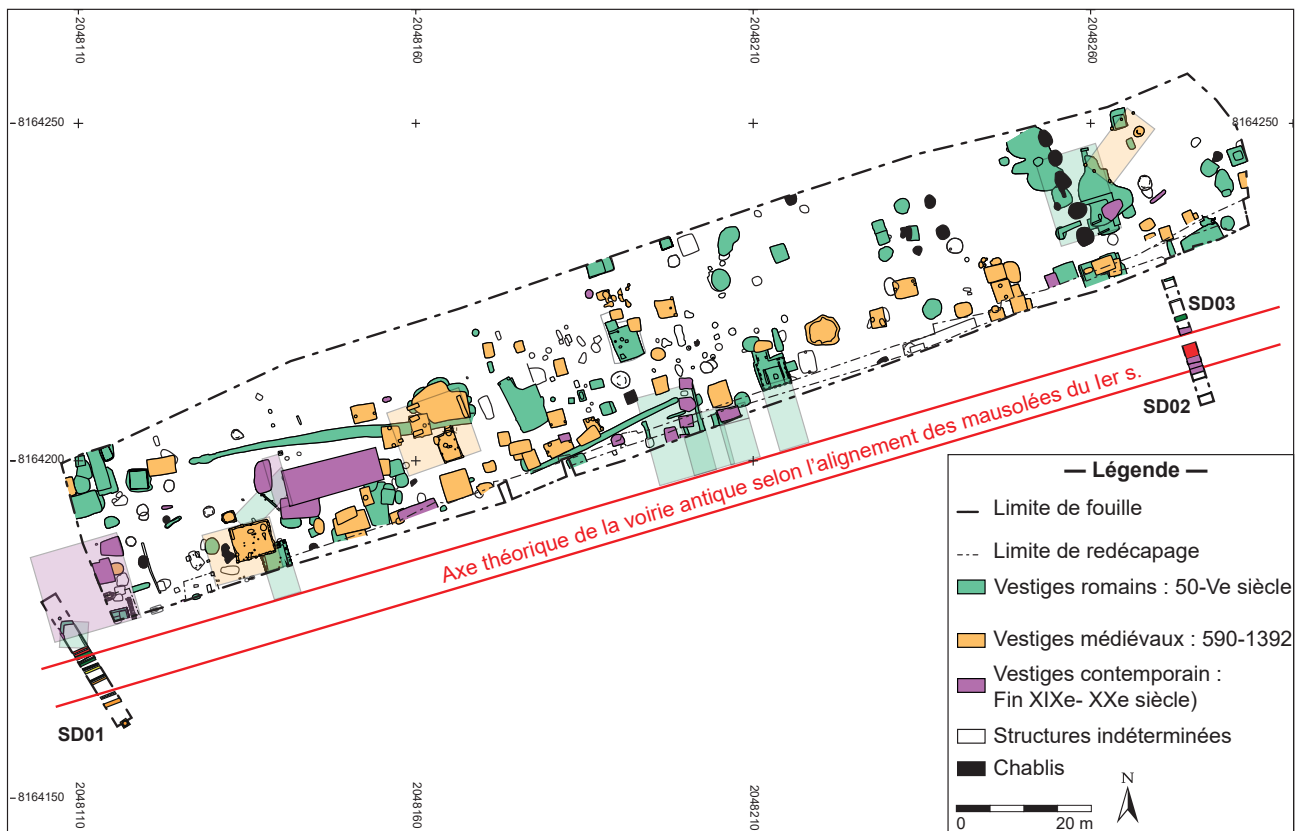 2048110
2048160
2048210
2048260
8164250
8164250
SD03
Axe théorique de la voirie antique selon l'alignement des mausolées du Ier s.
SD02
8164200
SD01
— Légende —
Limite de fouille
Limite de redécapage
Vestiges romains : 50-Ve siècle
Vestiges médiévaux : 590-1392
Vestiges contemporain :
Fin XIXe- XXe siècle)
Structures indéterminées
Chablis
N
0 20 m
8164150
2048110
2048160
2048210